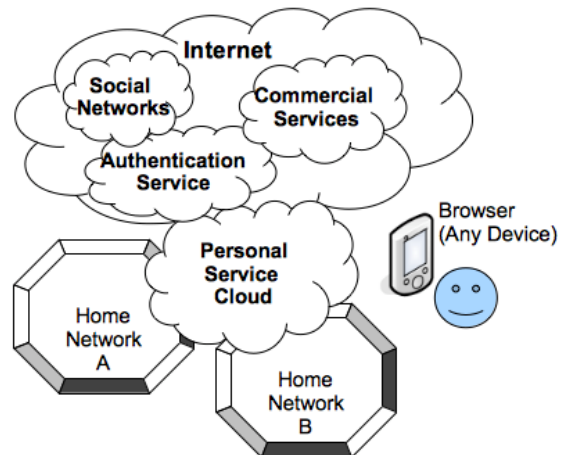 Internet
Social
Networks
Commercial
Services
Authentication
Service
Browser
(Any Device)
Personal
Service
Cloud
Home
Network
A
Home
Network
B